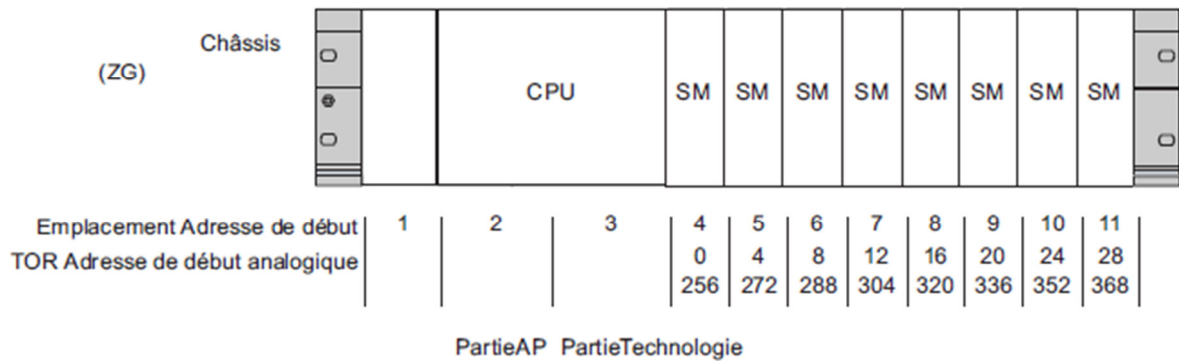 Châssis
(ZG)
CPU SM SM SM SM SM SM SM SM
Emplacement Adresse de début 1 2 3 4 5 6 7 8 9 10 11
TOR Adresse de début analogique 0 4 8 12 16 20 24 28
256 272 288 304 320 336 352 368
PartieAP PartieTechnologie